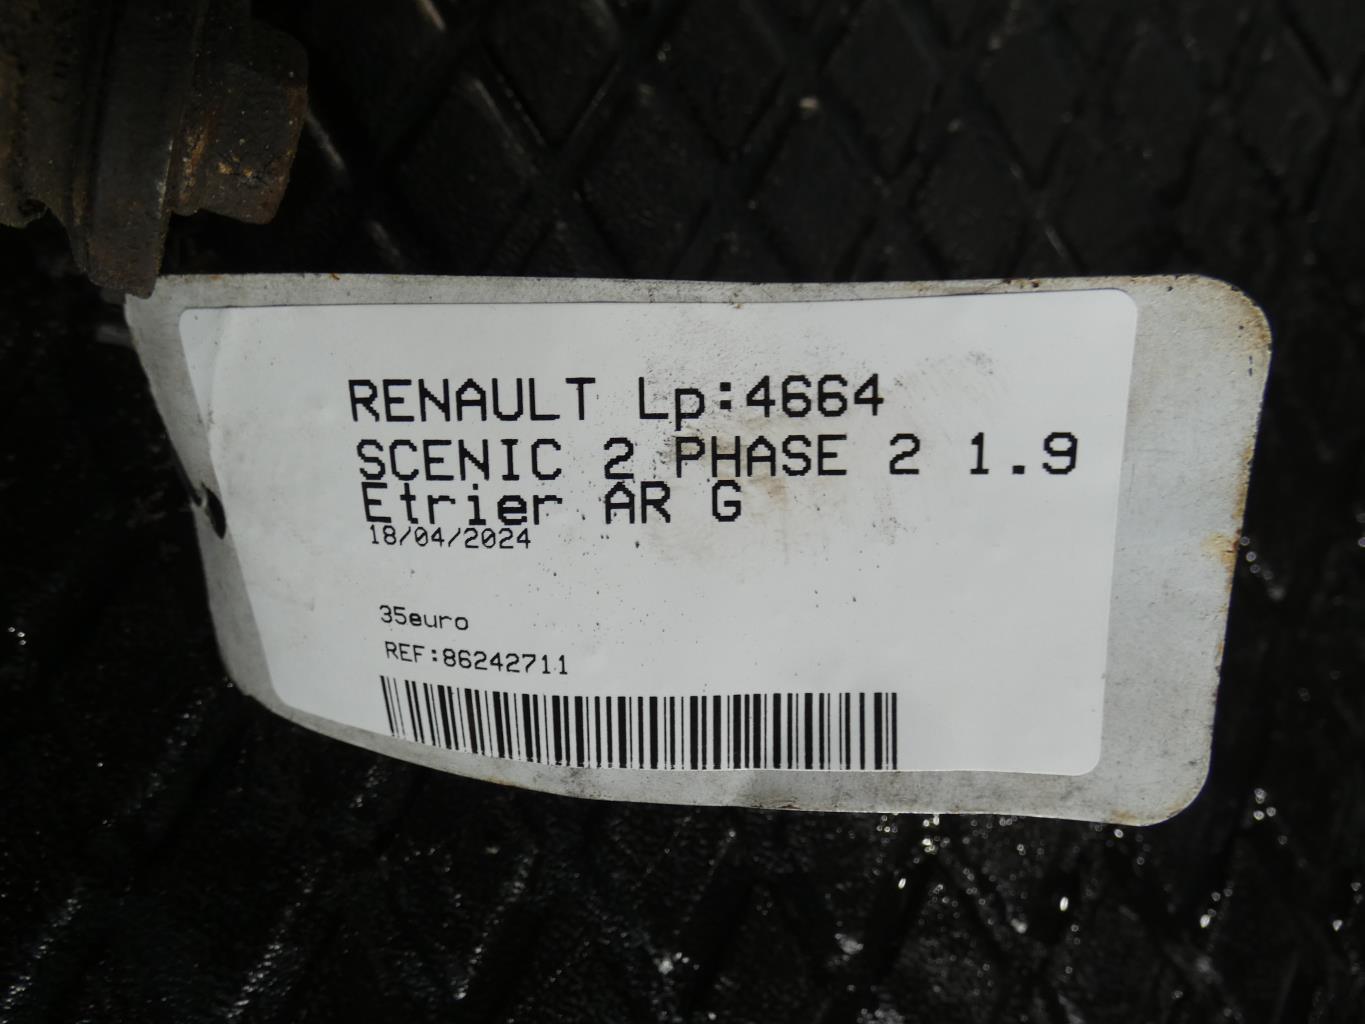 RENAULT Lp:4664
SCENIC 2 PHASE 2 1.9
Etrier AR G
18/04/2024
35euro
REF:86242711